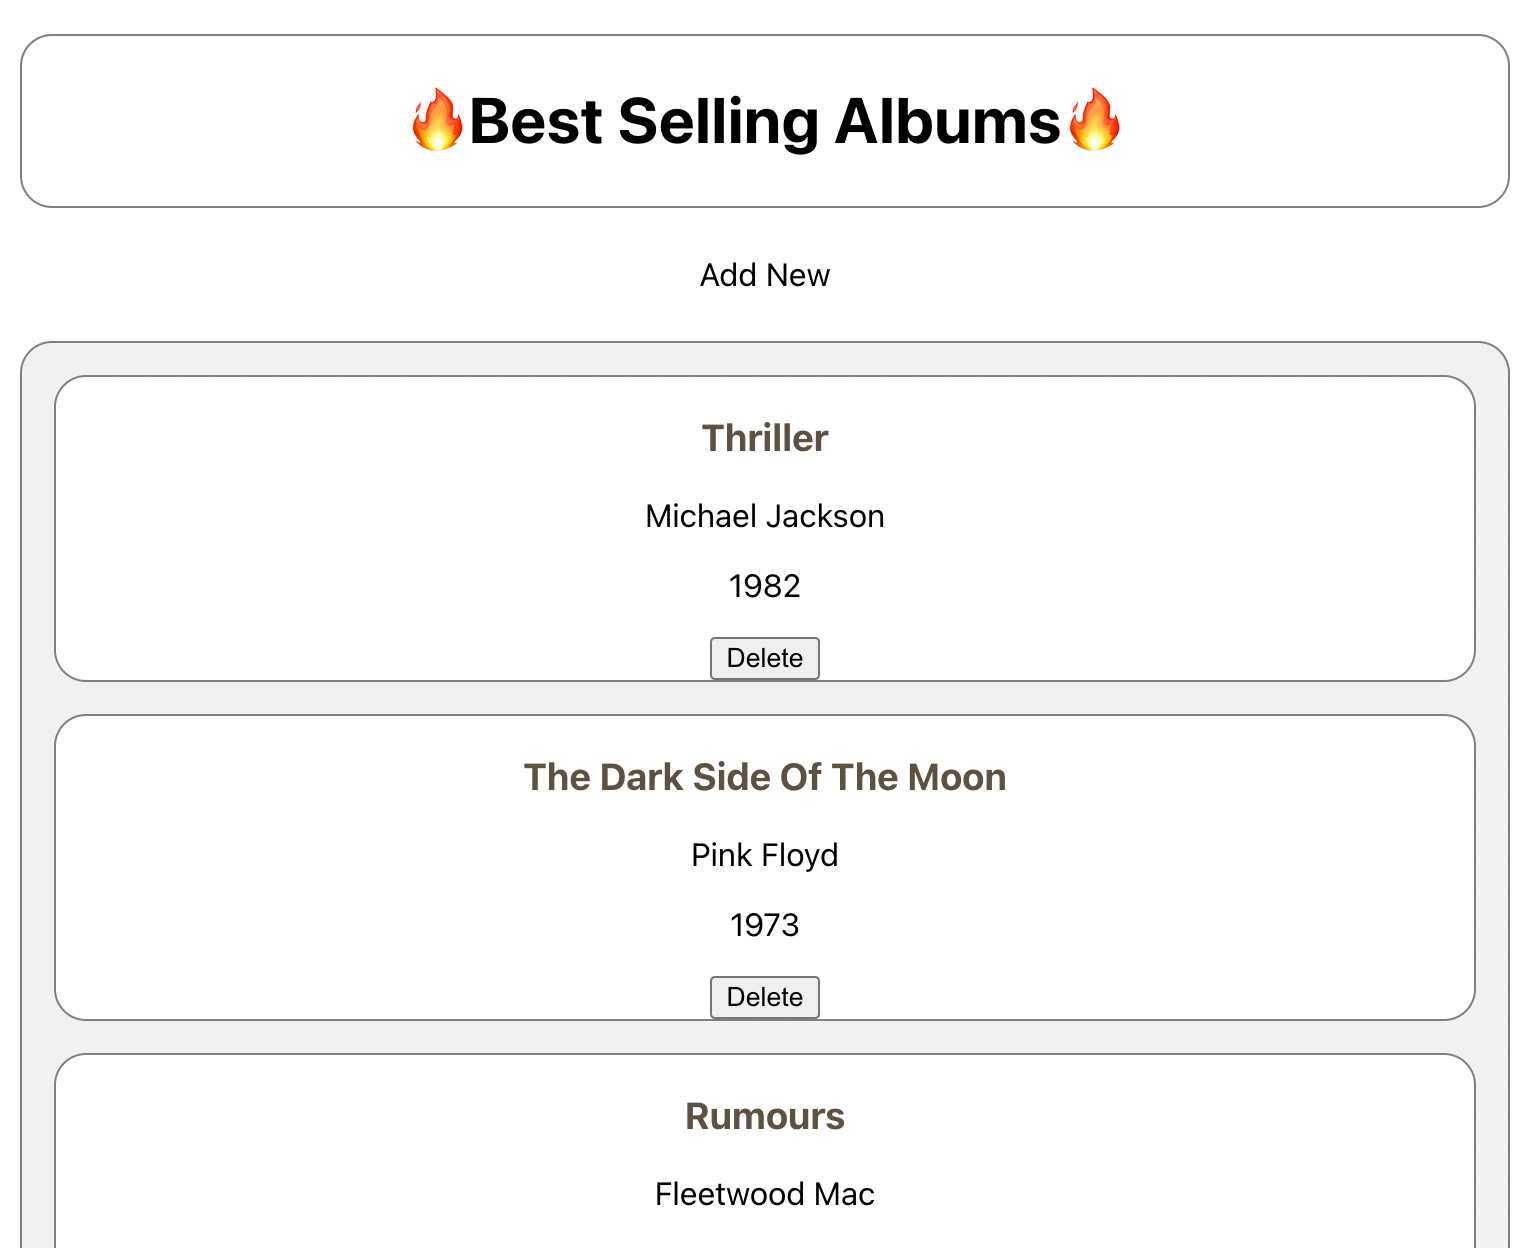 🔥Best Selling Albums🔥
Add New
Thriller
Michael Jackson
1982
Delete
The Dark Side Of The Moon
Pink Floyd
1973
Delete
Rumours
Fleetwood Mac